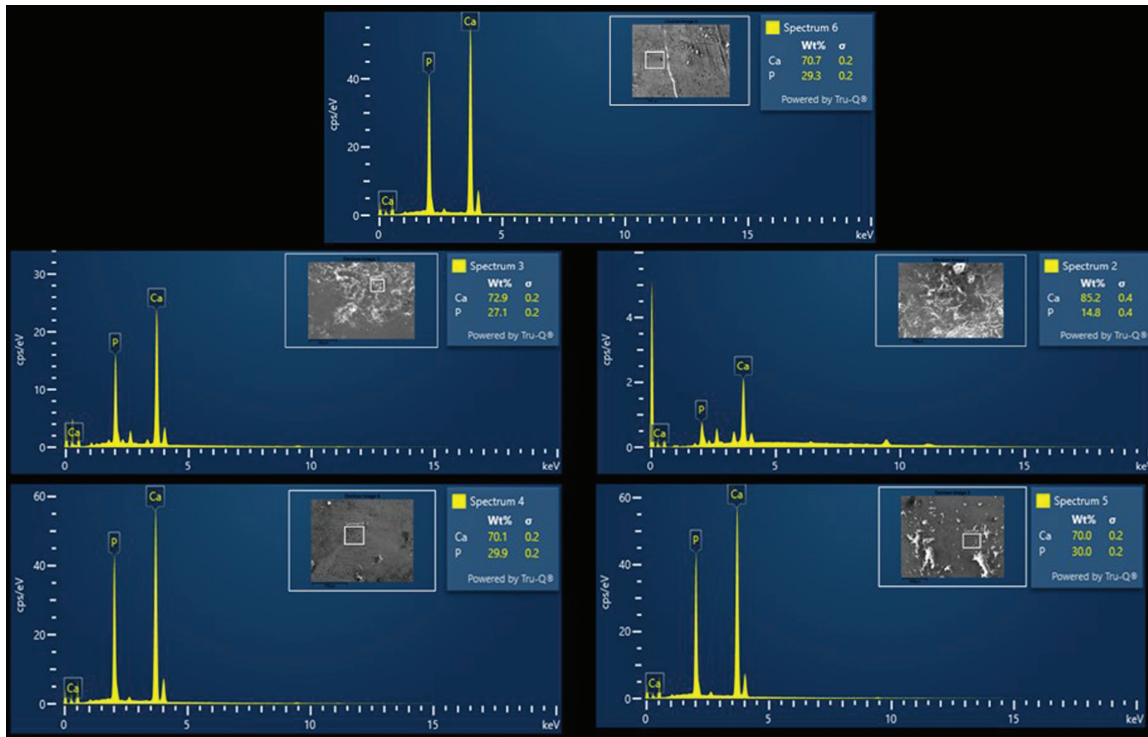 Spectrum 6
Wt% σ
Ca 70.7 0.2
P 29.3 0.2
Powered by Tru-Q®
Ca
P
Ca
cps/eV
40
20
0
0 5 10 15 keV
Spectrum 3
Wt% σ
Ca 72.9 0.2
P 27.1 0.2
Powered by Tru-Q®
Ca
P
Ca
cps/eV
30
20
10
0
0 5 10 15 keV
Spectrum 2
Wt% σ
Ca 85.2 0.4
P 14.8 0.4
Powered by Tru-Q®
Ca
P
Ca
cps/eV
4
2
0
0 5 10 15 keV
Spectrum 4
Wt% σ
Ca 70.1 0.2
P 29.9 0.2
Powered by Tru-Q®
Ca
P
Ca
cps/eV
60
40
20
0
0 5 10 15 keV
Spectrum 5
Wt% σ
Ca 70.0 0.2
P 30.0 0.2
Powered by Tru-Q®
Ca
P
Ca
cps/eV
60
40
20
0
0 5 10 15 keV